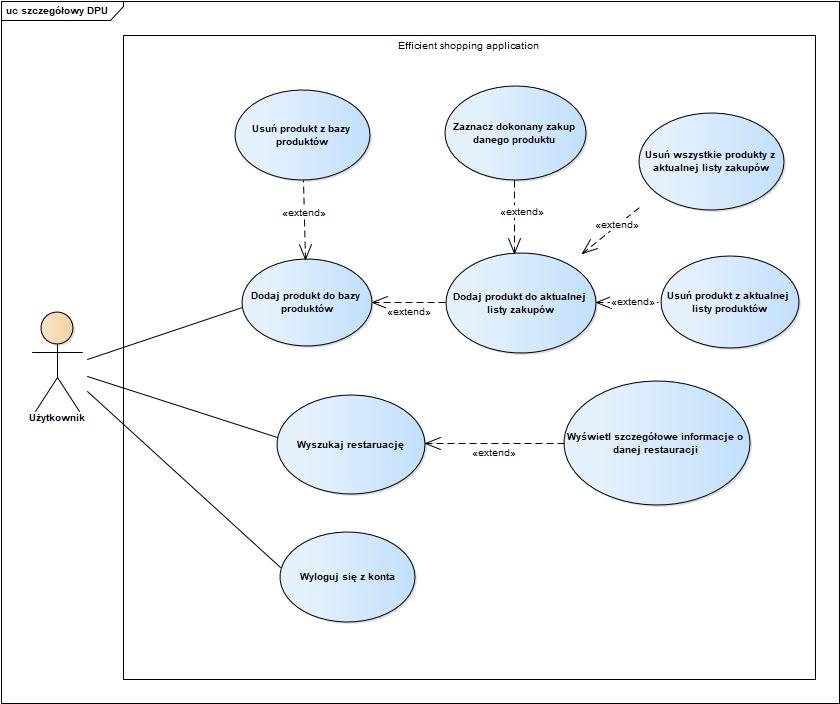 uc szczegółowy DPU
Efficient shopping application
Usuń produkt z bazy
produktów
Zaznacz dokonany zakup
danego produktu
Usuń wszystkie produkty z
aktualnej listy zakupów
«extend»
«extend»
«extend»
Dodaj produkt do bazy
produktów
«extend»
Dodaj produkt do aktualnej
listy zakupów
«extend»
Usuń produkt z aktualnej
listy produktów
Użytkownik
Wyszukaj restaruację
«extend»
Wyświetl szczegółowe informacje o
danej restauracji
Wyloguj się z konta